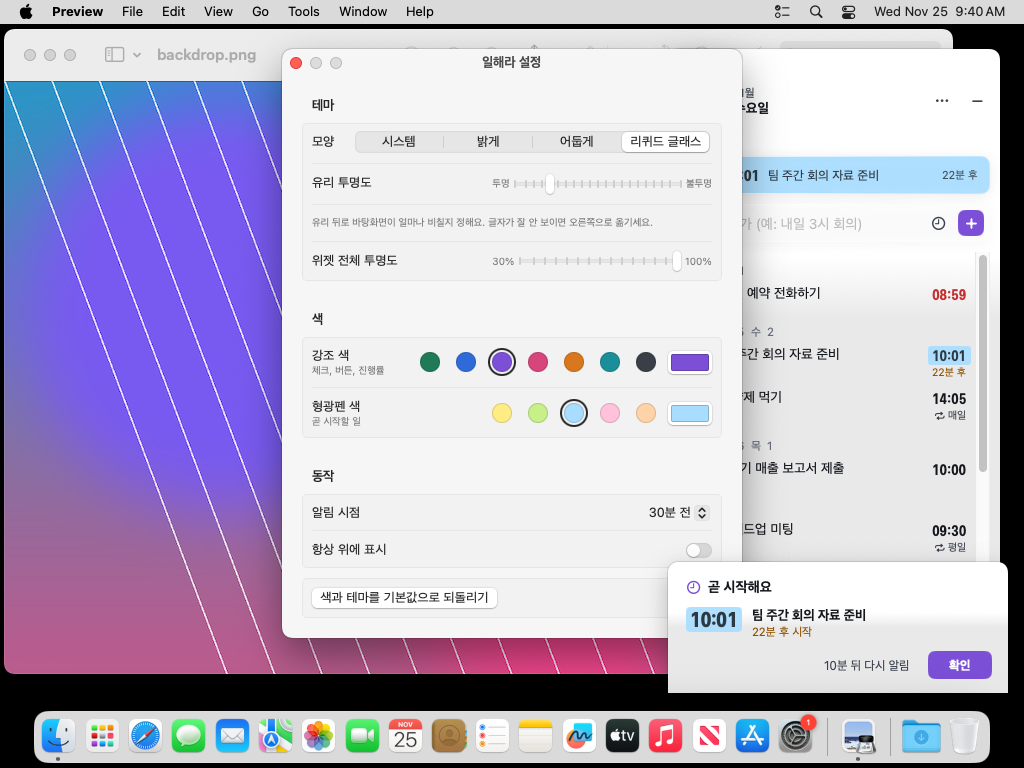 Preview File Edit View Go Tools Window Help Wed Nov 25 9:40 AM
backdrop.png
일해라 설정
테마
모양 시스템 밝게 어둡게 리퀴드 글래스
유리 투명도 투명 불투명
유리 뒤로 바탕화면이 얼마나 비칠지 정해요. 글자가 잘 안 보이면 오른쪽으로 옮기세요.
위젯 전체 투명도 30% 100%
색
강조 색
체크, 버튼, 진행률
형광펜 색
곧 시작할 일
동작
알림 시점 30분 전
항상 위에 표시
색과 테마를 기본값으로 되돌리기
월
수요일
01 팀 주간 회의 자료 준비 22분 후
가 (예: 내일 3시 회의)
예약 전화하기 08:59
수 2
주간 회의 자료 준비 10:01
22분 후
제 먹기 14:05
매일
목 1
기 매출 보고서 제출 10:00
드업 미팅 09:30
평일
곧 시작해요
10:01 팀 주간 회의 자료 준비
22분 후 시작
10분 뒤 다시 알림 확인
NOV
25
tv
1